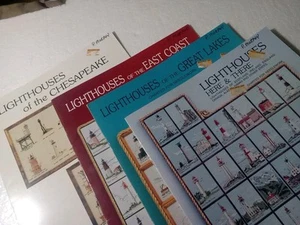 LIGHTHOUSES
of the CHESAPEAKE
LIGHTHOUSES OF THE EAST COAST
LIGHTHOUSES OF THE GREAT LAKES
LIGHTHOUSES
HERE & THERE